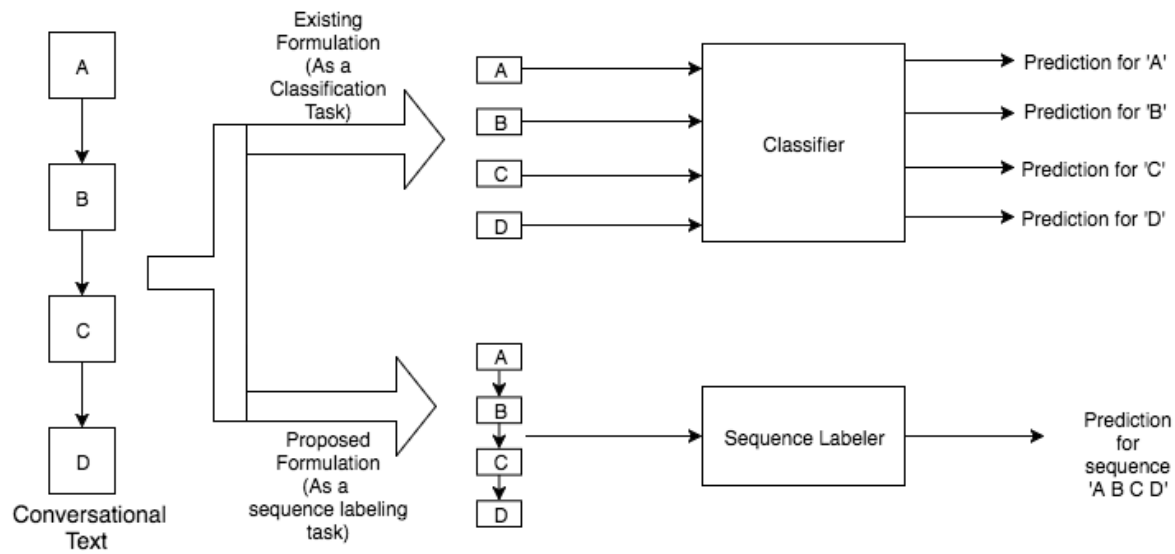 A
B
C
D
Conversational
Text
Existing
Formulation
(As a
Classification
Task)
A
B
C
D
Classifier
Prediction for 'A'
Prediction for 'B'
Prediction for 'C'
Prediction for 'D'
Proposed
Formulation
(As a
sequence labeling
task)
A
B
C
D
Sequence Labeler
Prediction
for
sequence
'A B C D'